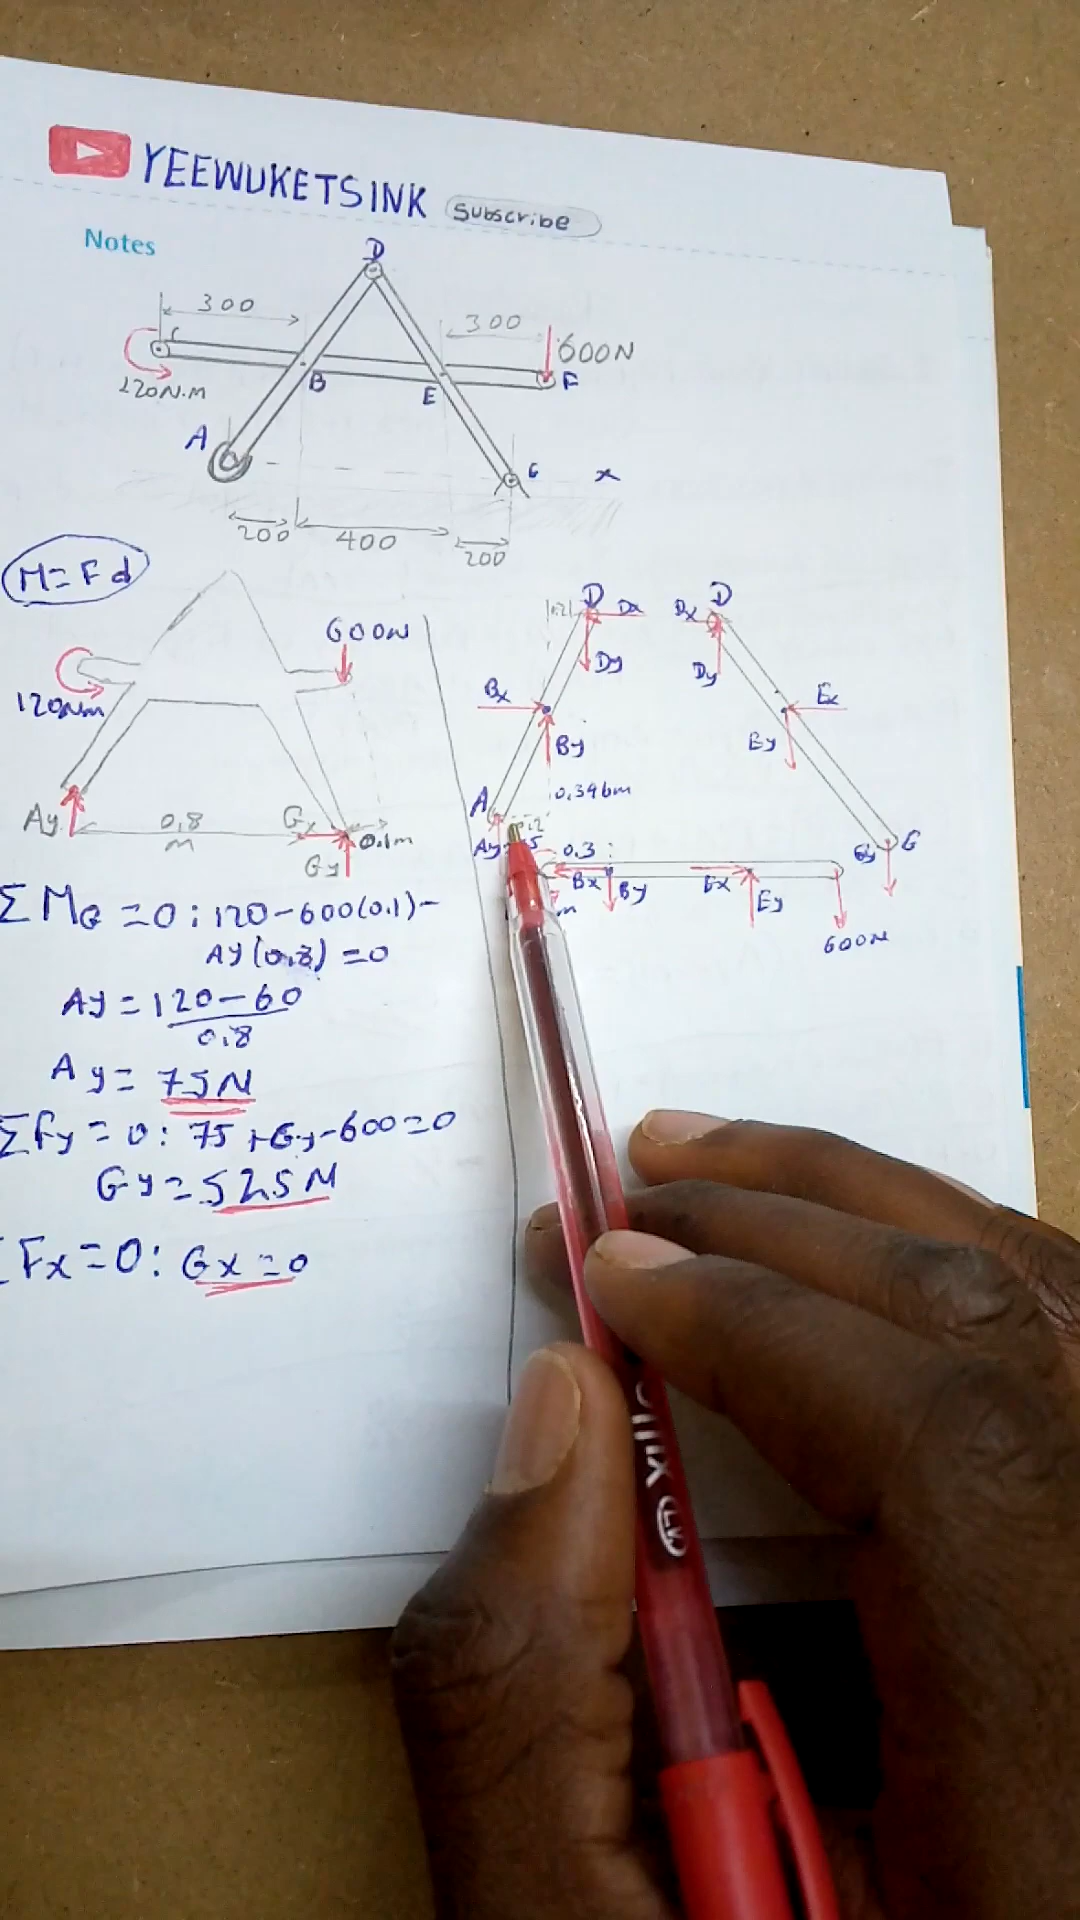 YEEWUKETSINK
Subscribe
Notes
D
300
300
600N
C
120N.M
B
E
F
A
G
x
200
400
200
M=Fd
600N
120Nm
Ay
0,8
m
Gx
0.1m
Gy
ΣMG=0:120-600(0.1)-
Ay(0.8)=0
Ay=120-60
0.8
Ay=75N
ΣFy=0:75+Gy-600=0
Gy=525N
ΣFx=0:Gx=0
D
Dx
Dy
Bx
By
0.346m
A
Ay
D
Dx
Dy
Ex
Ey
Gy
G
0.3
Bx
By
Ex
Ey
m
600N